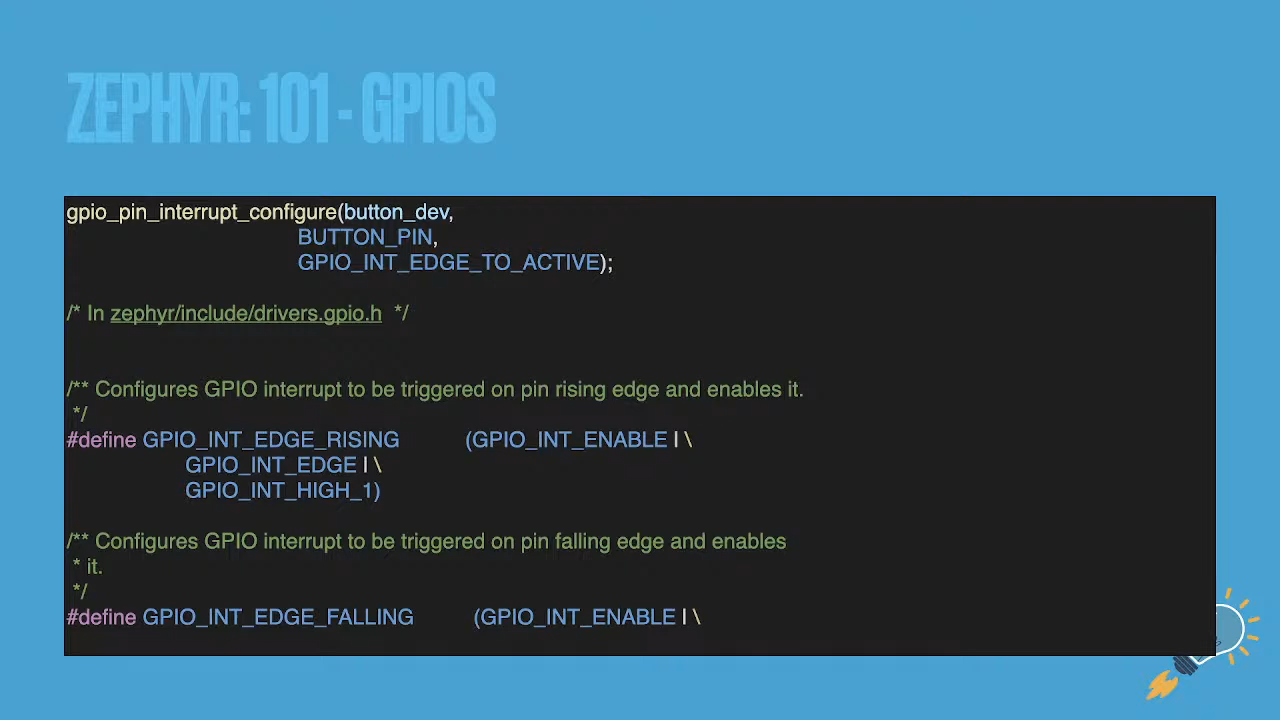 ZEPHYR: 101 - GPIOS
gpio_pin_interrupt_configure(button_dev,
BUTTON_PIN,
GPIO_INT_EDGE_TO_ACTIVE);
/* In zephyr/include/drivers.gpio.h */
/** Configures GPIO interrupt to be triggered on pin rising edge and enables it.
*/
#define GPIO_INT_EDGE_RISING (GPIO_INT_ENABLE | \
GPIO_INT_EDGE | \
GPIO_INT_HIGH_1)
/** Configures GPIO interrupt to be triggered on pin falling edge and enables
* it.
*/
#define GPIO_INT_EDGE_FALLING (GPIO_INT_ENABLE | \